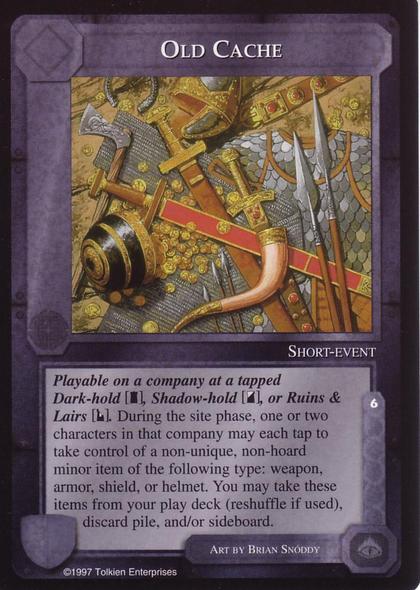 OLD CACHE
SHORT-EVENT
Playable on a company at a tapped
Dark-hold [], Shadow-hold [], or Ruins &
Lairs []. During the site phase, one or two
characters in that company may each tap to
take control of a non-unique, non-hoard
minor item of the following type: weapon,
armor, shield, or helmet. You may take these
items from your play deck (reshuffle if used),
discard pile, and/or sideboard.
6
ART BY BRIAN SNÓDDY
©1997 Tolkien Enterprises